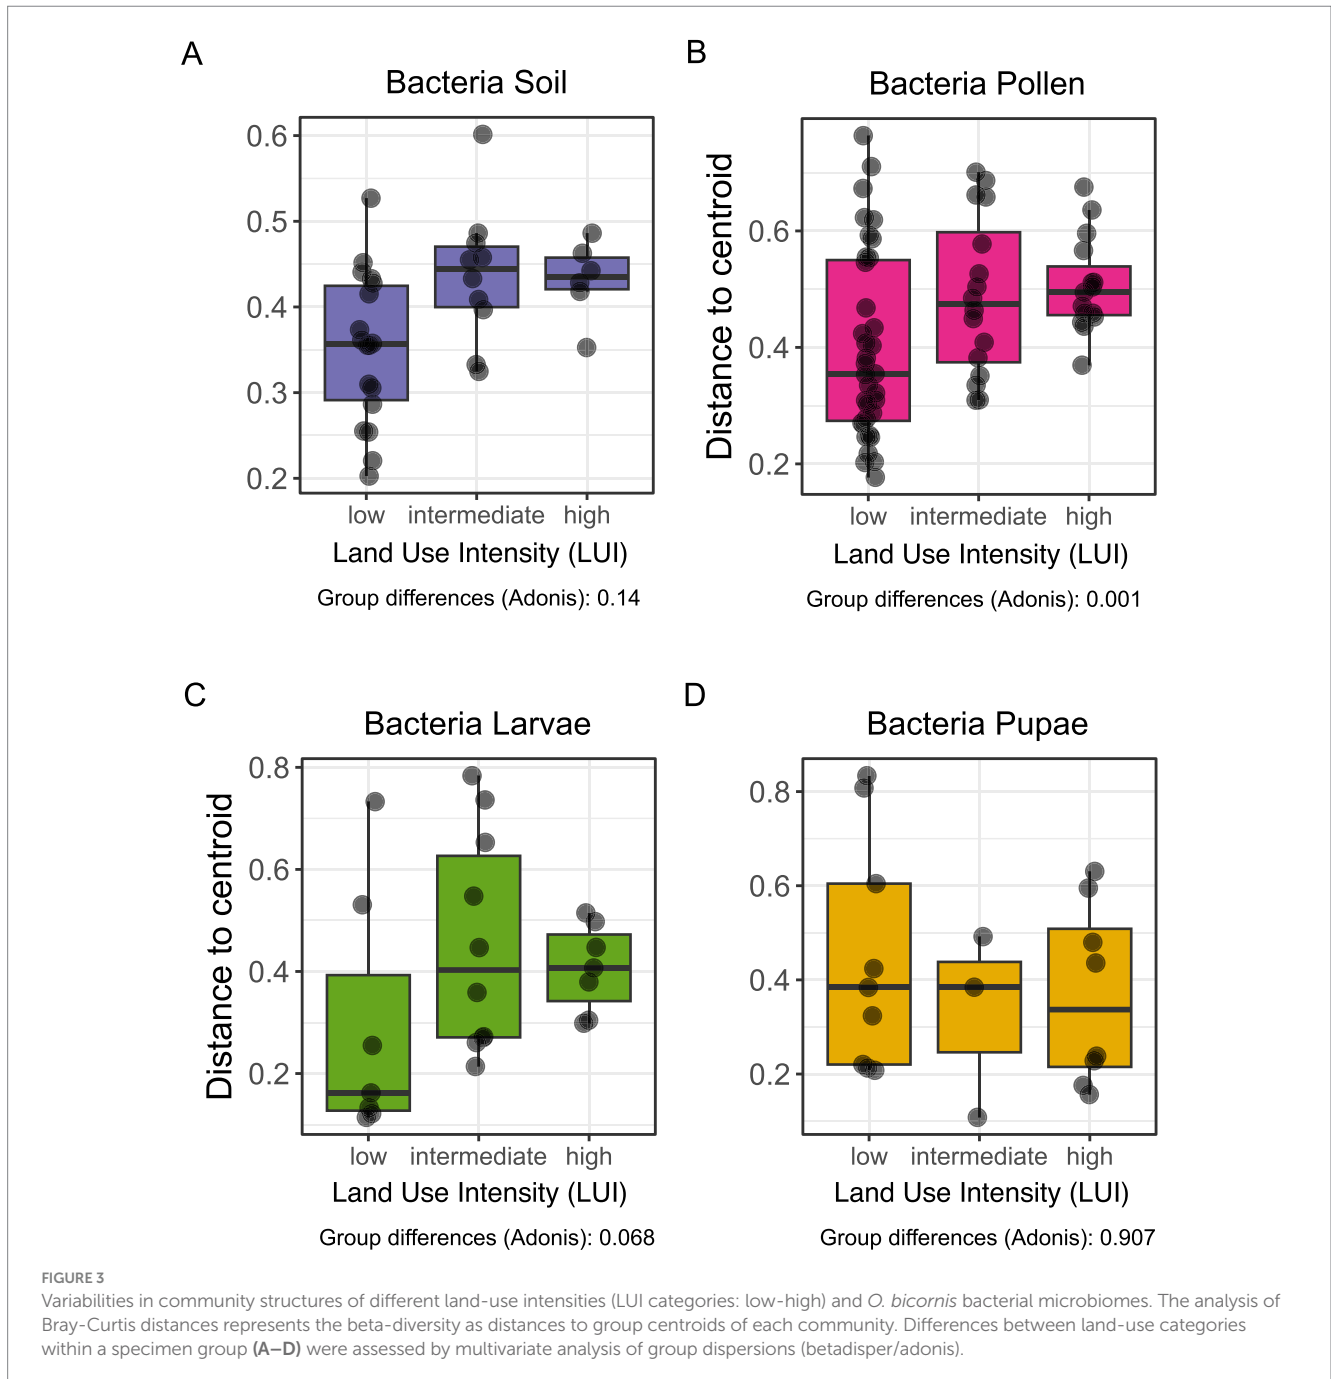 A
Bacteria Soil
0.6
0.5
0.4
0.3
0.2
low intermediate high
Land Use Intensity (LUI)
Group differences (Adonis): 0.14
B
Bacteria Pollen
Distance to centroid
0.6
0.4
0.2
low intermediate high
Land Use Intensity (LUI)
Group differences (Adonis): 0.001
C
Bacteria Larvae
Distance to centroid
0.8
0.6
0.4
0.2
low intermediate high
Land Use Intensity (LUI)
Group differences (Adonis): 0.068
D
Bacteria Pupae
0.8
0.6
0.4
0.2
low intermediate high
Land Use Intensity (LUI)
Group differences (Adonis): 0.907
FIGURE 3
Variabilities in community structures of different land-use intensities (LUI categories: low-high) and O. bicornis bacterial microbiomes. The analysis of
Bray-Curtis distances represents the beta-diversity as distances to group centroids of each community. Differences between land-use categories
within a specimen group (A–D) were assessed by multivariate analysis of group dispersions (betadisper/adonis).